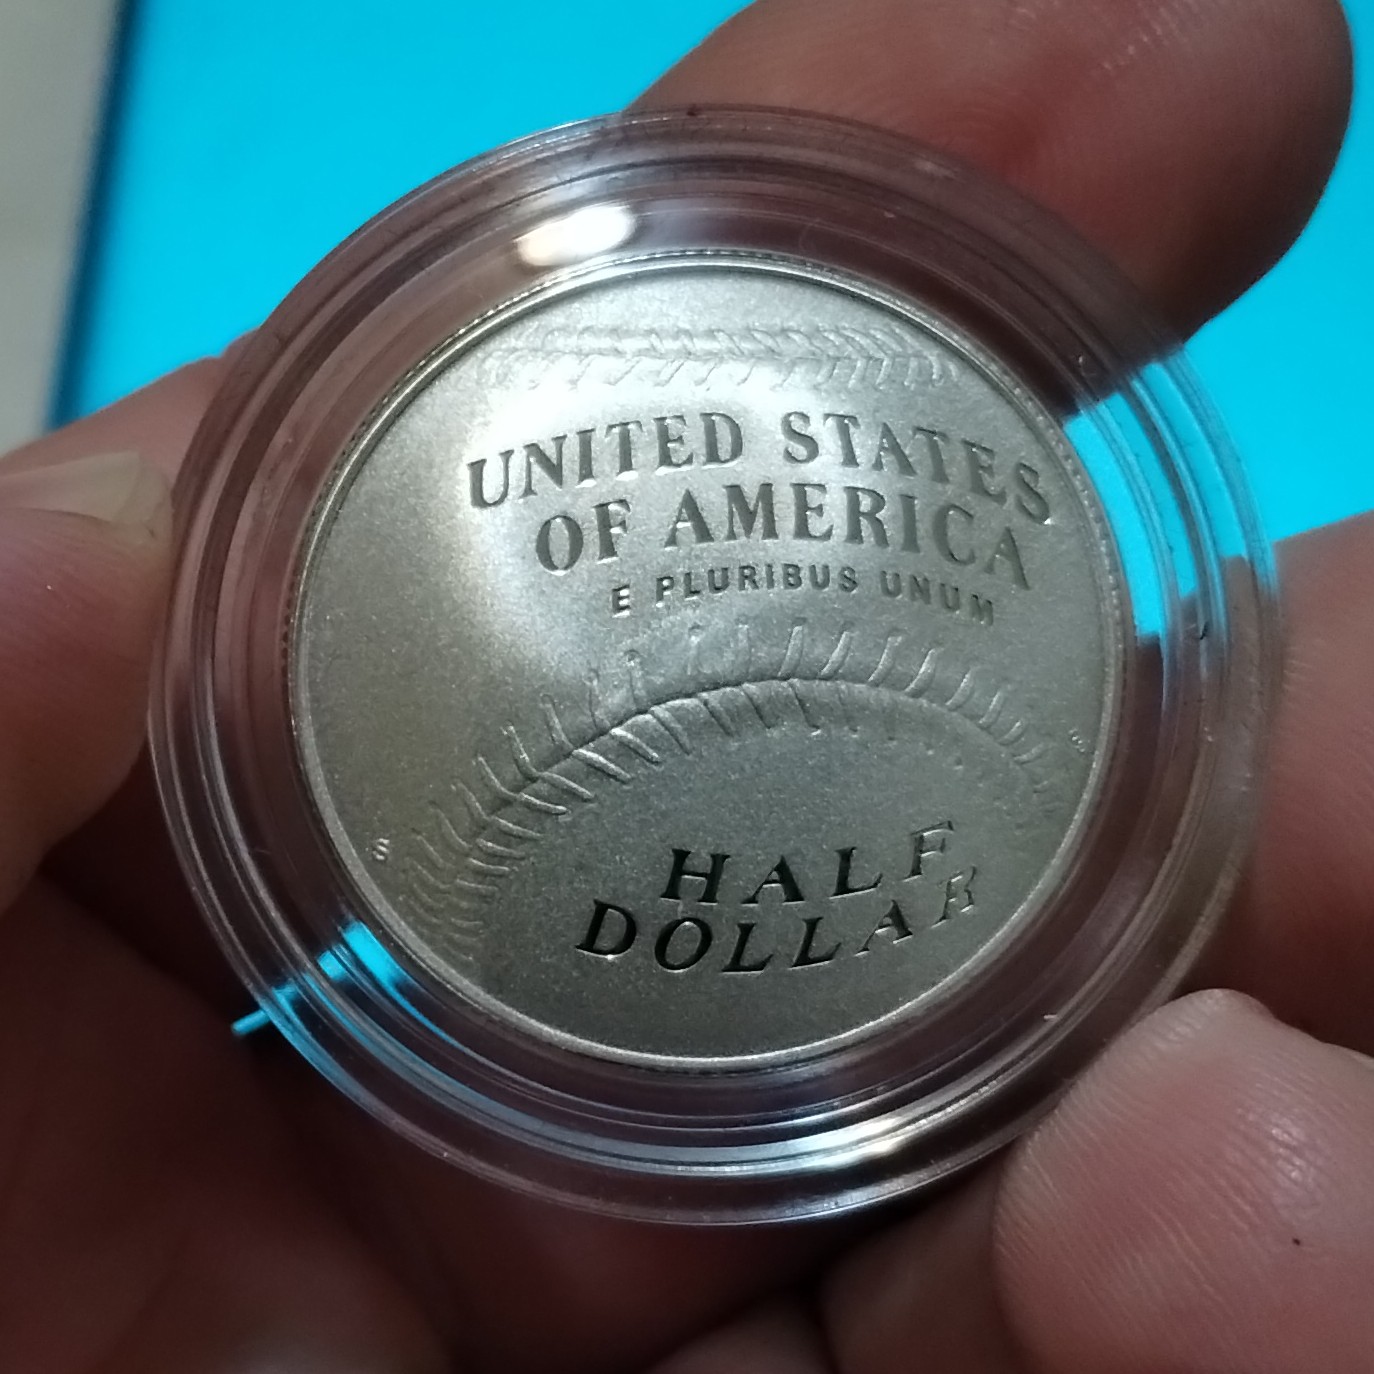 UNITED STATES
OF AMERICA
E PLURIBUS UNUM
HALF
DOLLAR
S